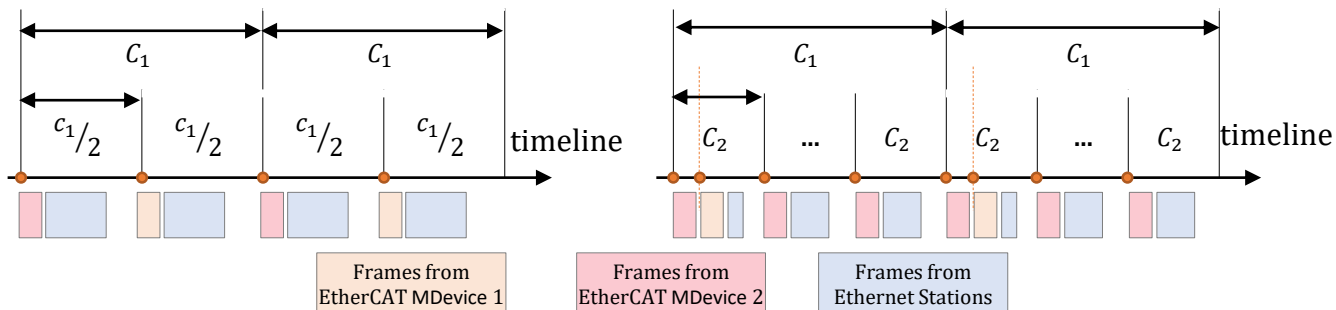 C₁ C₁
c₁/2 c₁/2 c₁/2 c₁/2 timeline
C₁ C₁
C₂ ... C₂ C₂ ... C₂ timeline
Frames from
EtherCAT MDevice 1
Frames from
EtherCAT MDevice 2
Frames from
Ethernet Stations